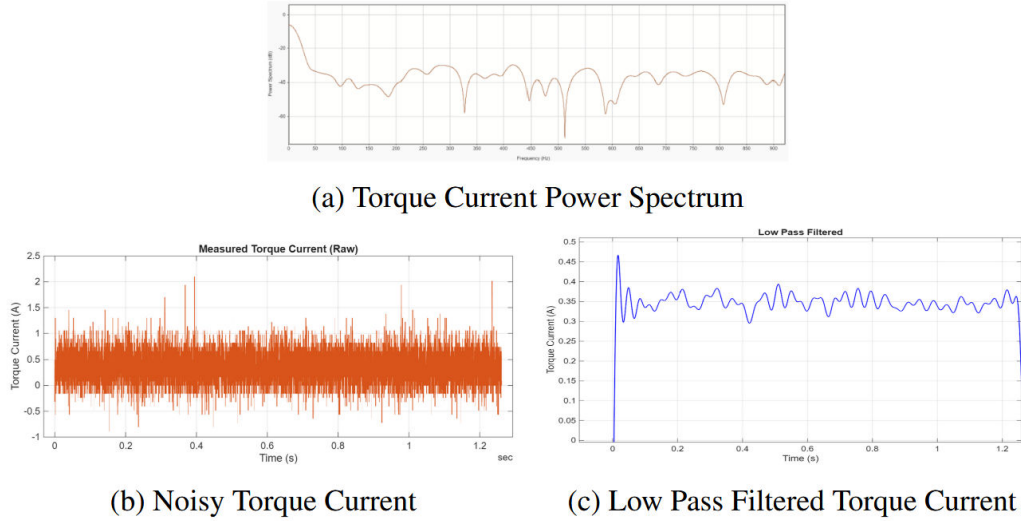 0
-20
-40
-60
Power Spectrum (dB)
0 50 100 150 200 250 300 350 400 450 500 550 600 650 700 750 800 850 900
Frequency (Hz)
(a) Torque Current Power Spectrum
Measured Torque Current (Raw)
2.5
2
1.5
1
0.5
0
-0.5
-1
Torque Current (A)
0 0.2 0.4 0.6 0.8 1 1.2
Time (s)
sec
(b) Noisy Torque Current
Low Pass Filtered
0.5
0.45
0.4
0.35
0.3
0.25
0.2
0.15
0.1
0.05
0
Torque Current (A)
0 0.2 0.4 0.6 0.8 1 1.2
Time (s)
(c) Low Pass Filtered Torque Current